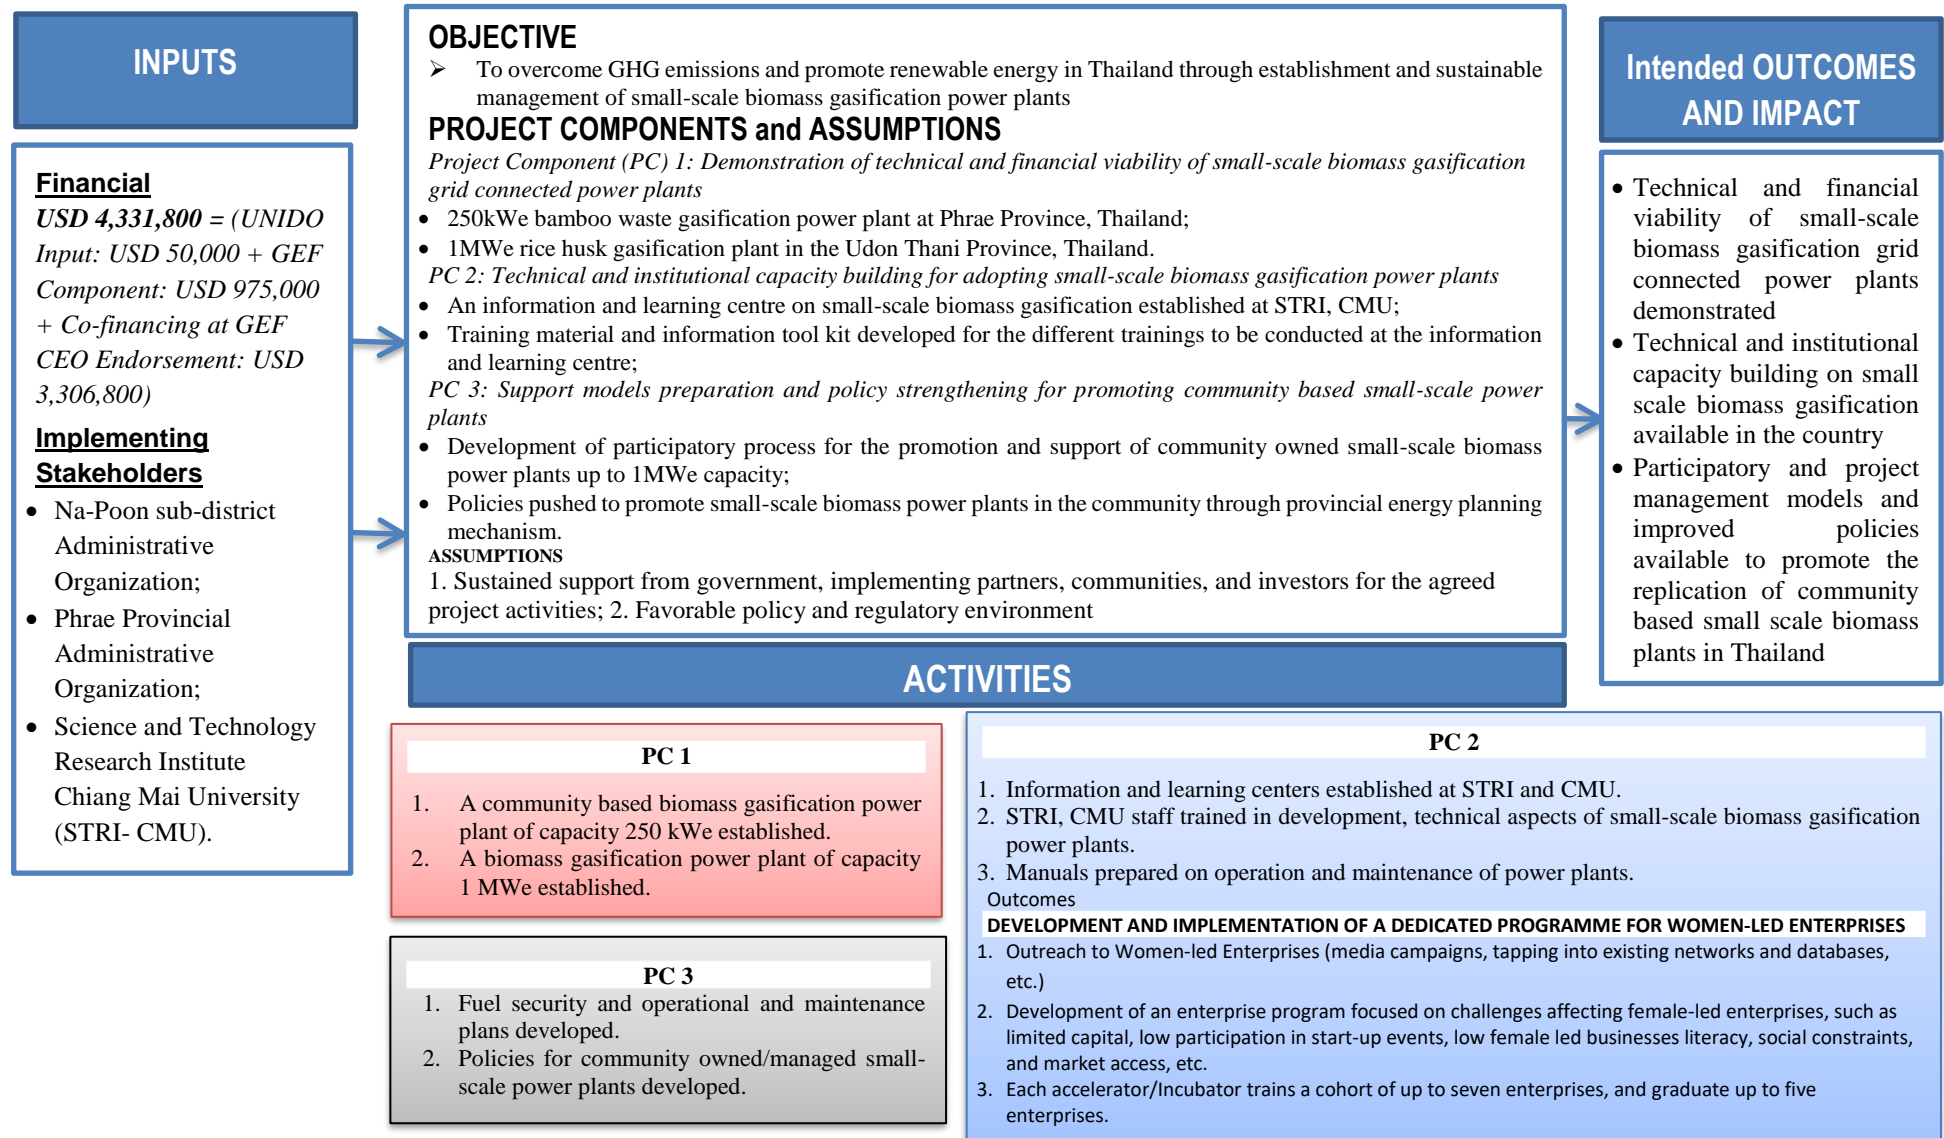 INPUTS
Financial
USD 4,331,800 = (UNIDO
Input: USD 50,000 + GEF
Component: USD 975,000
+ Co-financing at GEF
CEO Endorsement: USD
3,306,800)
Implementing
Stakeholders
• Na-Poon sub-district
Administrative
Organization;
• Phrae Provincial
Administrative
Organization;
• Science and Technology
Research Institute
Chiang Mai University
(STRI- CMU).
OBJECTIVE
➢ To overcome GHG emissions and promote renewable energy in Thailand through establishment and sustainable
management of small-scale biomass gasification power plants
PROJECT COMPONENTS and ASSUMPTIONS
Project Component (PC) 1: Demonstration of technical and financial viability of small-scale biomass gasification
grid connected power plants
• 250kWe bamboo waste gasification power plant at Phrae Province, Thailand;
• 1MWe rice husk gasification plant in the Udon Thani Province, Thailand.
PC 2: Technical and institutional capacity building for adopting small-scale biomass gasification power plants
• An information and learning centre on small-scale biomass gasification established at STRI, CMU;
• Training material and information tool kit developed for the different trainings to be conducted at the information
and learning centre;
PC 3: Support models preparation and policy strengthening for promoting community based small-scale power
plants
• Development of participatory process for the promotion and support of community owned small-scale biomass
power plants up to 1MWe capacity;
• Policies pushed to promote small-scale biomass power plants in the community through provincial energy planning
mechanism.
ASSUMPTIONS
1. Sustained support from government, implementing partners, communities, and investors for the agreed
project activities; 2. Favorable policy and regulatory environment
Intended OUTCOMES
AND IMPACT
• Technical and financial
viability of small-scale
biomass gasification grid
connected power plants
demonstrated
• Technical and institutional
capacity building on small
scale biomass gasification
available in the country
• Participatory and project
management models and
improved policies
available to promote the
replication of community
based small scale biomass
plants in Thailand
ACTIVITIES
PC 1
1. A community based biomass gasification power
plant of capacity 250 kWe established.
2. A biomass gasification power plant of capacity
1 MWe established.
PC 3
1. Fuel security and operational and maintenance
plans developed.
2. Policies for community owned/managed small-
scale power plants developed.
PC 2
1. Information and learning centers established at STRI and CMU.
2. STRI, CMU staff trained in development, technical aspects of small-scale biomass gasification
power plants.
3. Manuals prepared on operation and maintenance of power plants.
Outcomes
DEVELOPMENT AND IMPLEMENTATION OF A DEDICATED PROGRAMME FOR WOMEN-LED ENTERPRISES
1. Outreach to Women-led Enterprises (media campaigns, tapping into existing networks and databases,
etc.)
2. Development of an enterprise program focused on challenges affecting female-led enterprises, such as
limited capital, low participation in start-up events, low female led businesses literacy, social constraints,
and market access, etc.
3. Each accelerator/Incubator trains a cohort of up to seven enterprises, and graduate up to five
enterprises.